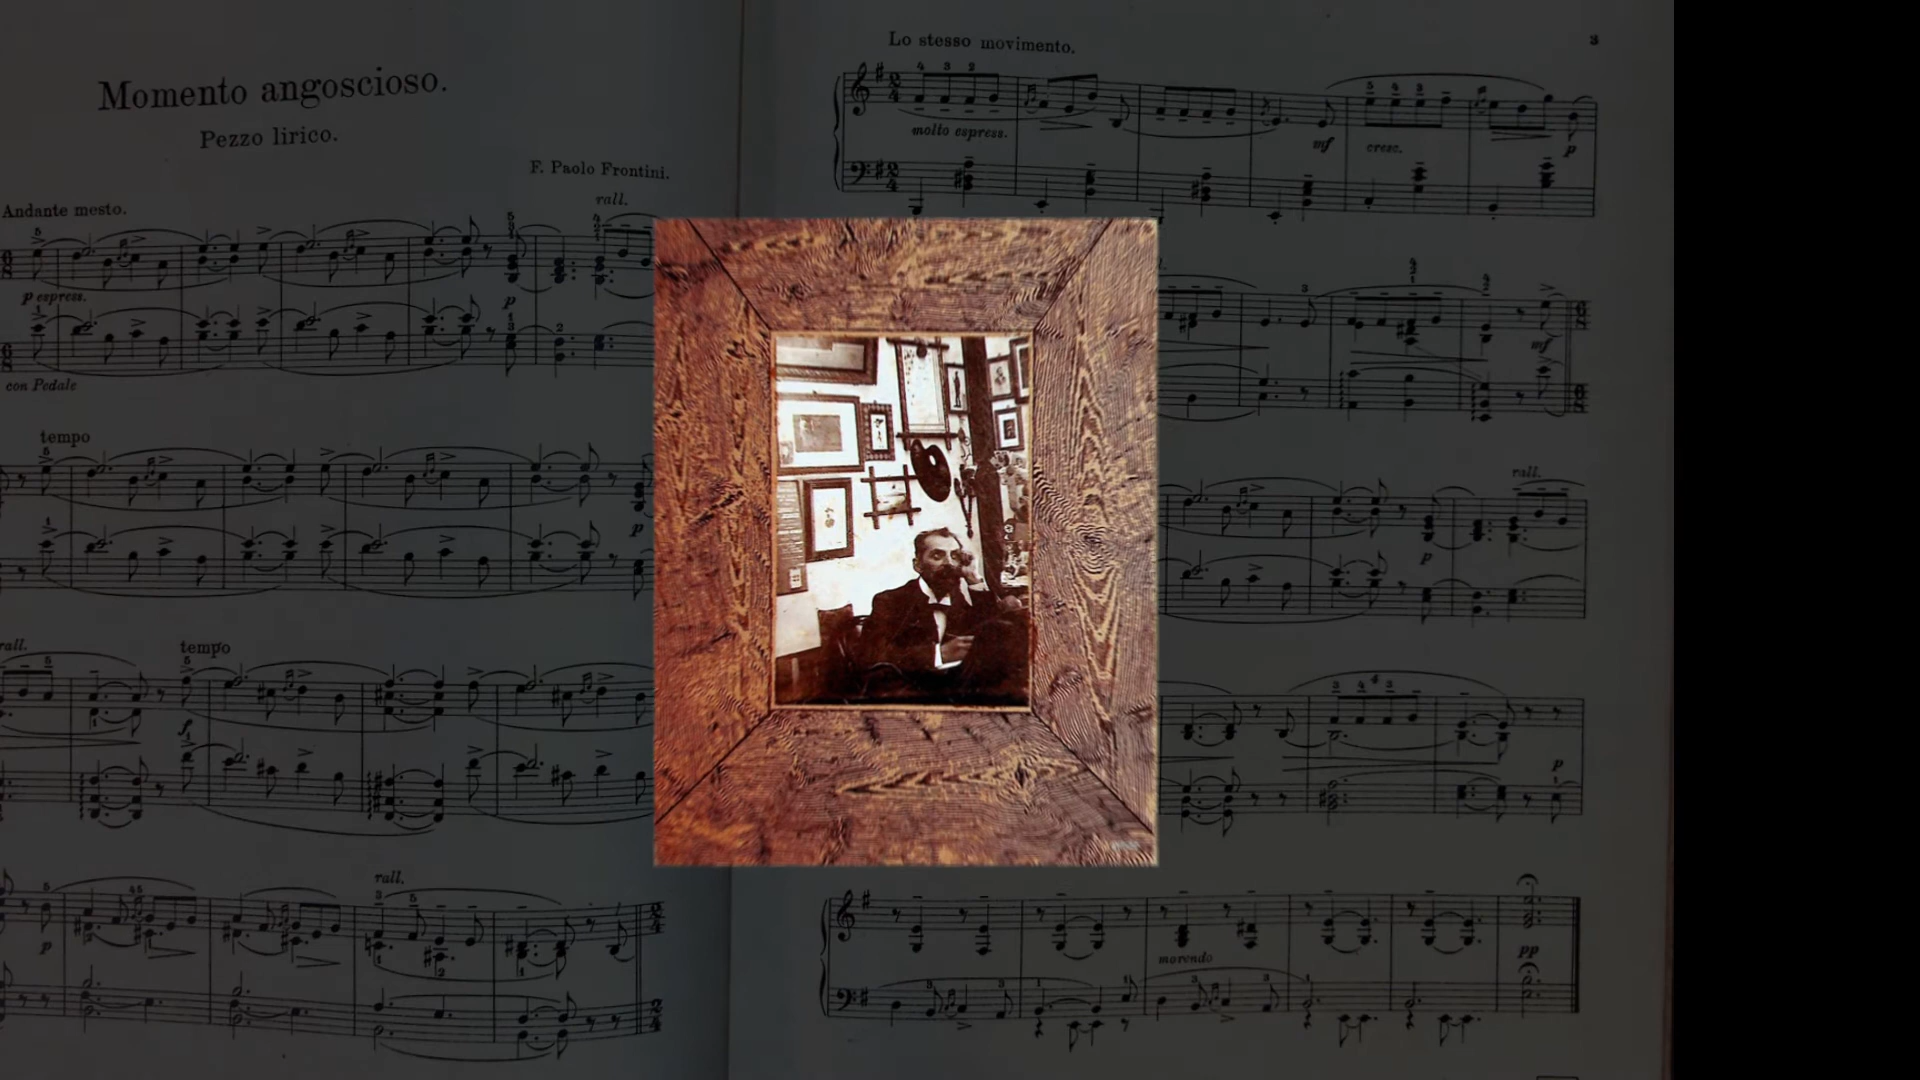 Momento angoscioso.
Pezzo lirico.
F. Paolo Frontini.
Andante mesto.
rall.
p espress.
p
con Pedale
tempo
p
rall.
tempo
f
rall.
p
Lo stesso movimento.
3
molto espress.
mf
cresc.
p
mf
rall.
p
p
morendo
pp